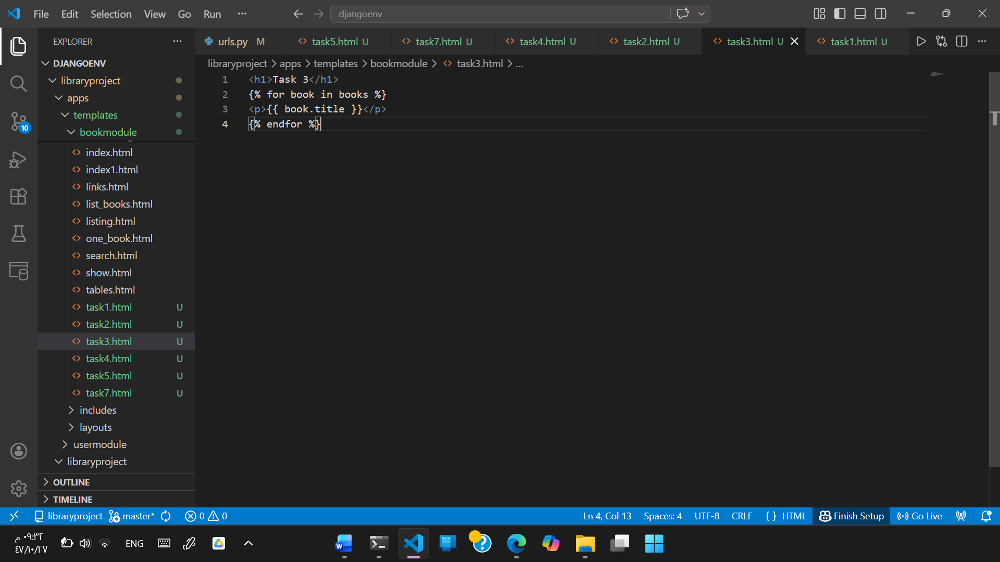 File Edit Selection View Go Run ··· djangoenv
EXPLORER ···
urls.py M task5.html U task7.html U task4.html U task2.html U task3.html U task1.html U ···
DJANGOENV
libraryproject
apps
templates
bookmodule
index.html
index1.html
links.html
list_books.html
listing.html
one_book.html
search.html
show.html
tables.html
task1.html U
task2.html U
task3.html U
task4.html U
task5.html U
task7.html U
includes
layouts
usermodule
libraryproject
OUTLINE
TIMELINE
10
libraryproject > apps > templates > bookmodule > task3.html > ...
1 <h1>Task 3</h1>
2 {% for book in books %}
3 <p>{{ book.title }}</p>
4 {% endfor %}
libraryproject master* 0 0 Ln 4, Col 13 Spaces: 4 UTF-8 CRLF { } HTML Finish Setup Go Live
٠٩:٣٢ م
٤٧/١٠/٢٧
ENG